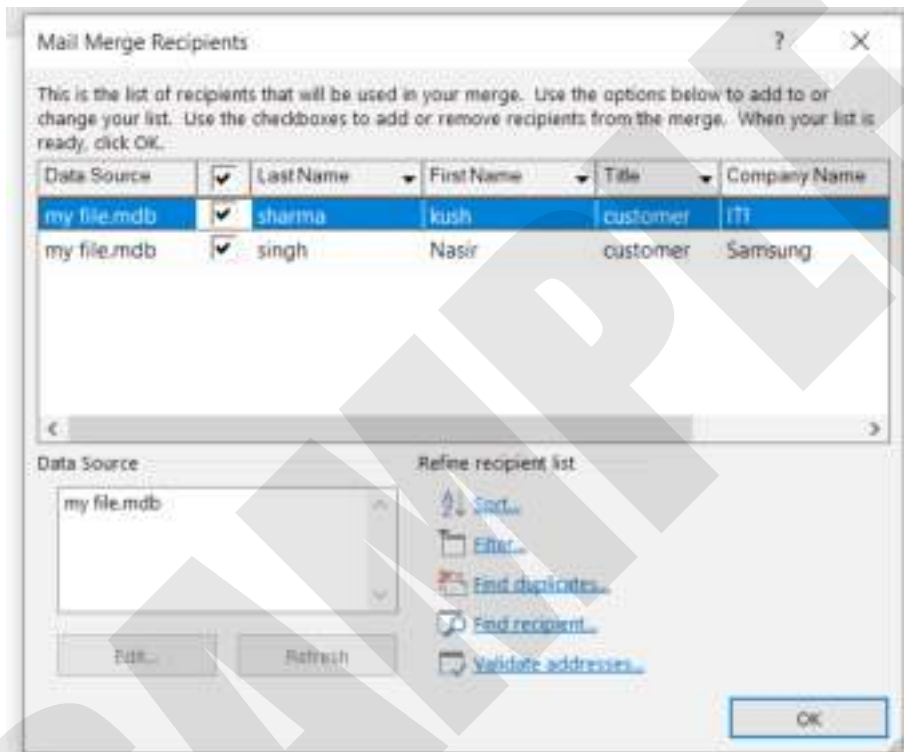 Mail Merge Recipients
This is the list of recipients that will be used in your merge. Use the options below to add to or
change your list. Use the checkboxes to add or remove recipients from the merge. When your list is
ready, click OK.
Data Source Last Name First Name Title Company Name
my file.mdb sharma kush customer ITI
my file.mdb singh Nasir customer Samsung
Data Source Refine recipient list
my file.mdb
Sort...
Filter...
Find duplicates...
Find recipient...
Validate addresses...
Edit... Refresh
OK
SAMPLE